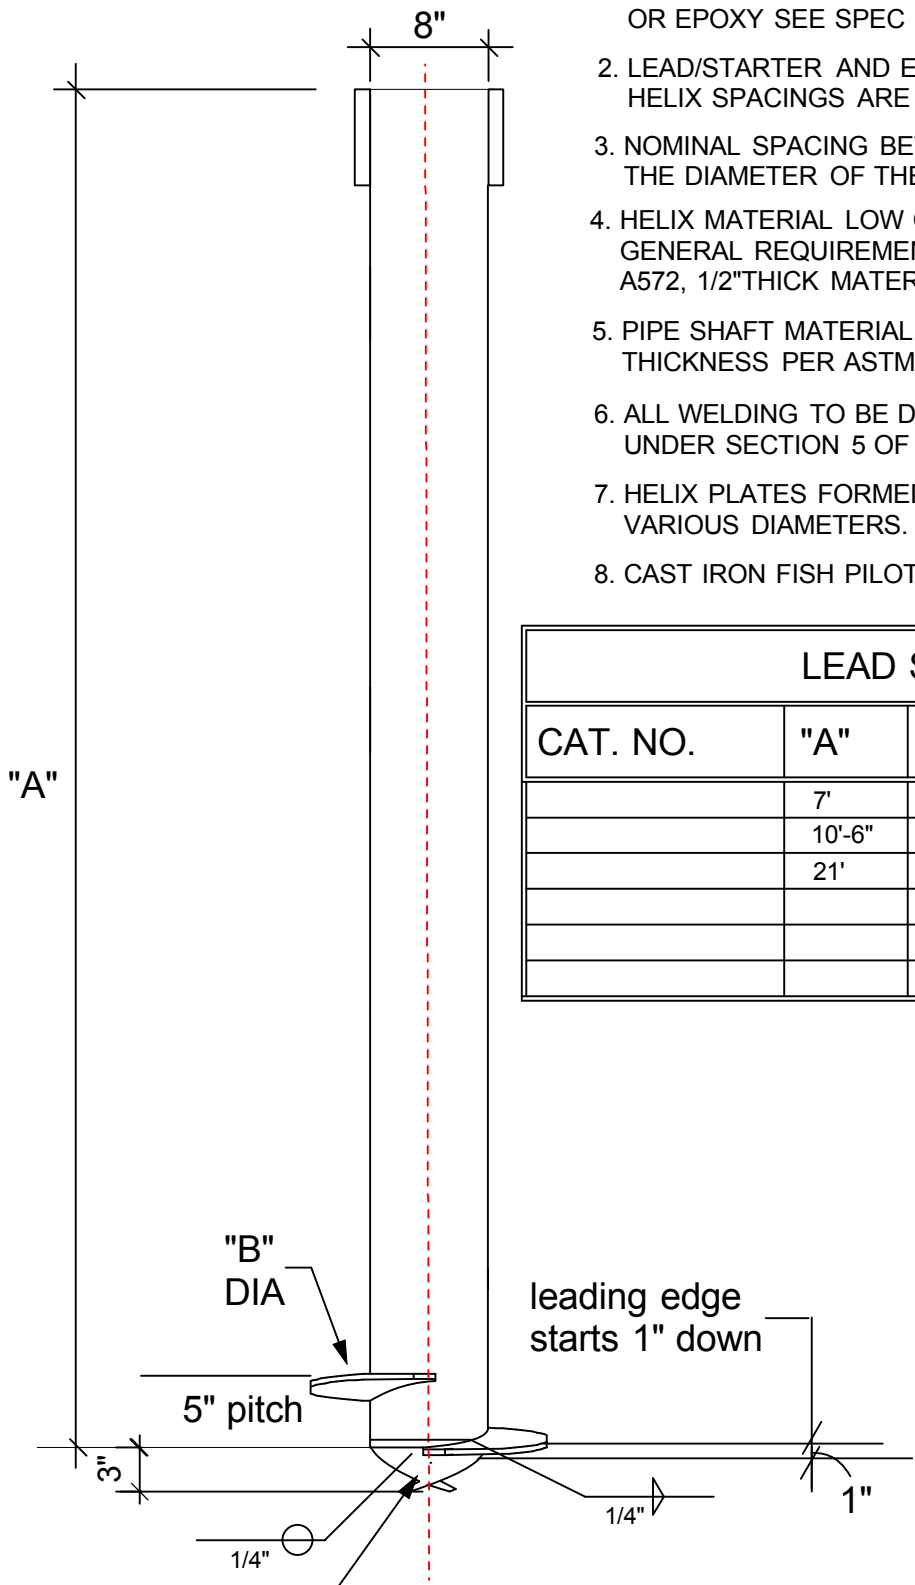 8"
OR EPOXY SEE SPEC
2. LEAD/STARTER AND E
HELIX SPACINGS ARE
3. NOMINAL SPACING BE
THE DIAMETER OF THE
4. HELIX MATERIAL LOW
GENERAL REQUIREMEN
A572, 1/2"THICK MATER
5. PIPE SHAFT MATERIAL
THICKNESS PER ASTM
6. ALL WELDING TO BE D
UNDER SECTION 5 OF
7. HELIX PLATES FORMED
VARIOUS DIAMETERS.
8. CAST IRON FISH PILOT
LEAD S
CAT. NO. "A"
7'
10'-6"
21'
"A"
"B"
DIA
leading edge
starts 1" down
5" pitch
3"
1"
1/4"
1/4"